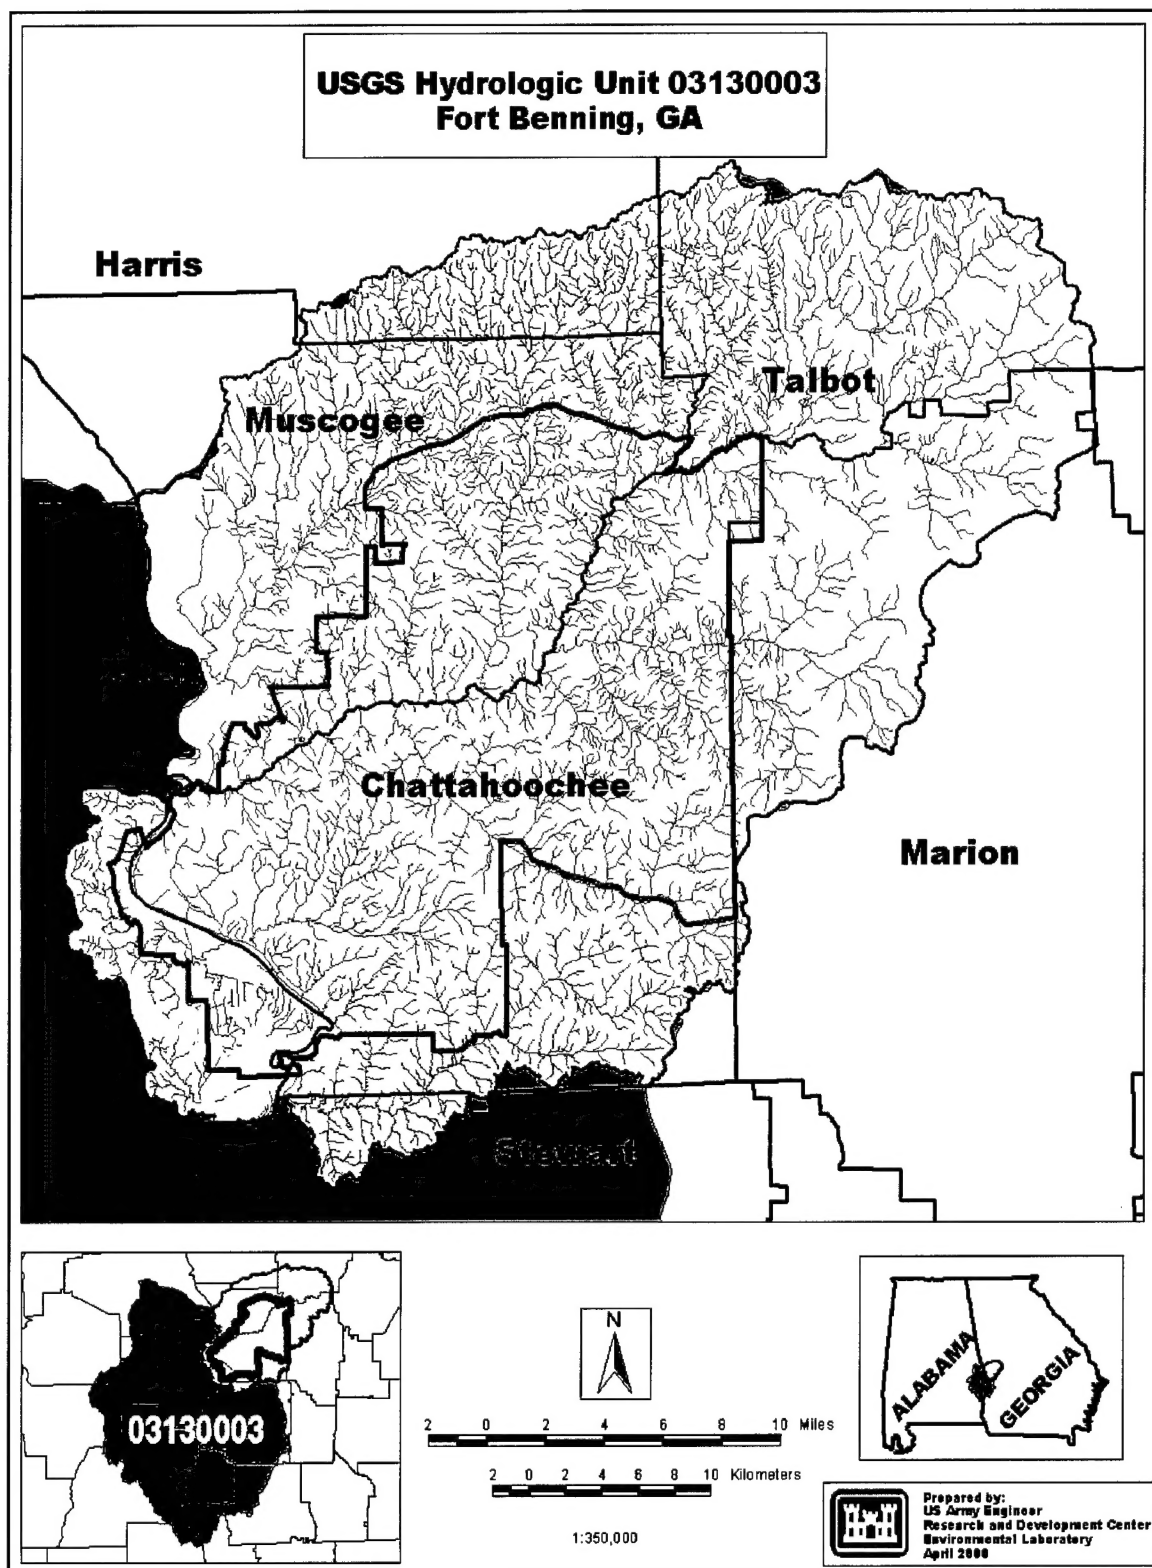 USGS Hydrologic Unit 03130003
Fort Benning, GA
Harris
Talbot
Muscogee
Chattahoochee
Marion
Stewart
03130003
N
2 0 2 4 6 8 10 Miles
2 0 2 4 6 8 10 Kilometers
1:350,000
ALABAMA
GEORGIA
Prepared by:
US Army Engineer
Research and Development Center
Environmental Laboratory
April